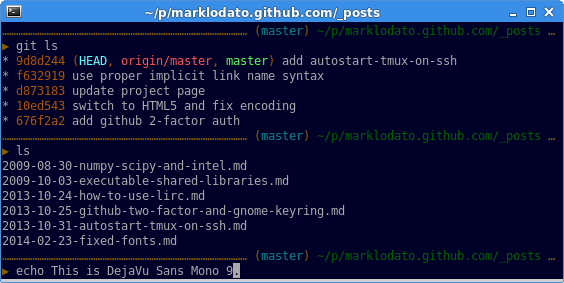 ~/p/marklodato.github.com/_posts
(master) ~/p/marklodato.github.com/_posts …
▶ git ls
* 9d8d244 (HEAD, origin/master, master) add autostart-tmux-on-ssh
* f632919 use proper implicit link name syntax
* d873183 update project page
* 10ed543 switch to HTML5 and fix encoding
* 676f2a2 add github 2-factor auth
(master) ~/p/marklodato.github.com/_posts …
▶ ls
2009-08-30-numpy-scipy-and-intel.md
2009-10-03-executable-shared-libraries.md
2013-10-24-how-to-use-lirc.md
2013-10-25-github-two-factor-and-gnome-keyring.md
2013-10-31-autostart-tmux-on-ssh.md
2014-02-23-fixed-fonts.md
(master) ~/p/marklodato.github.com/_posts …
▶ echo This is DejaVu Sans Mono 9.